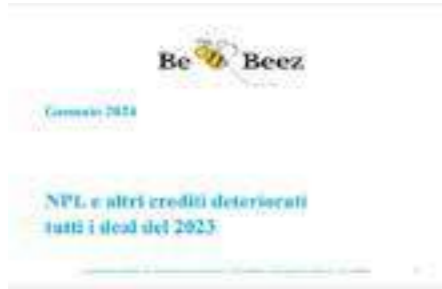 Be Beez
Gennaio 2024
NPL e altri crediti deteriorati
tutti i deal del 2023